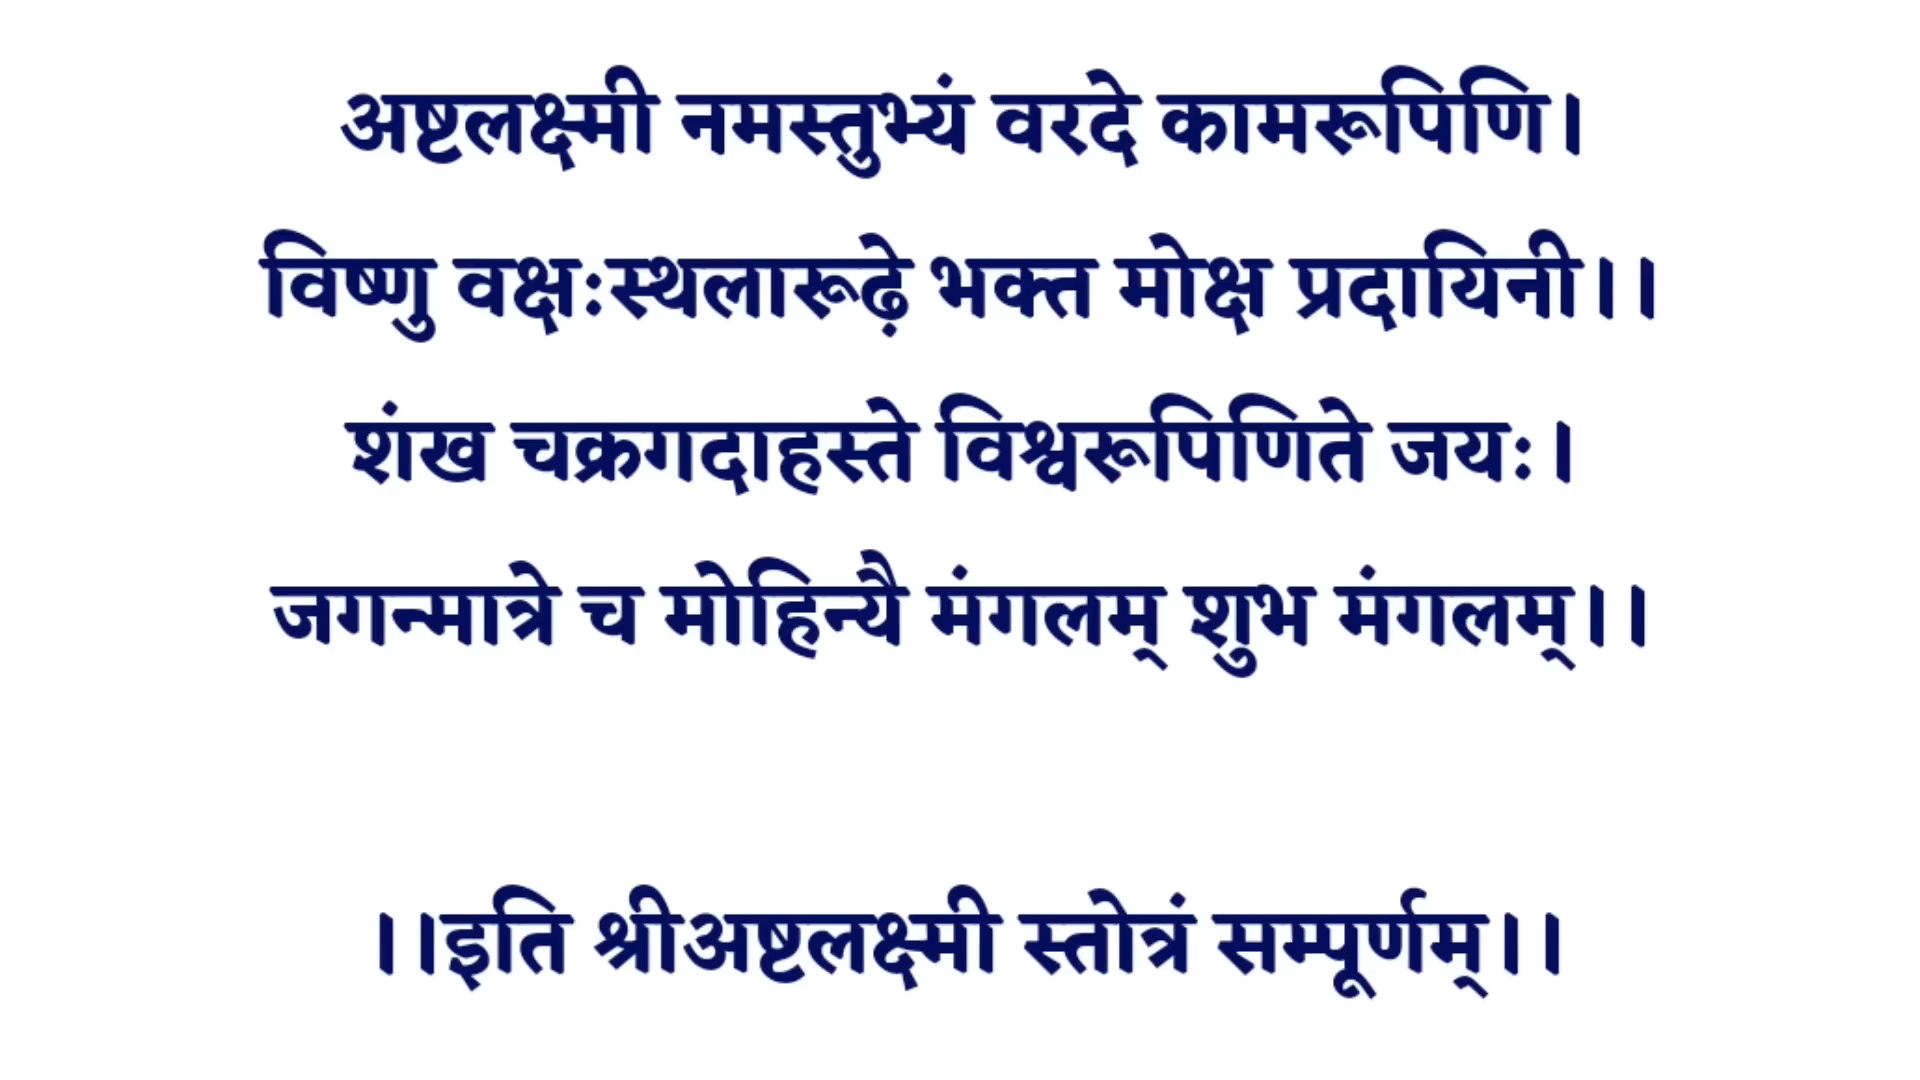 अष्टलक्ष्मी नमस्तुभ्यं वरदे कामरूपिणि।
विष्णु वक्षःस्थलारूढ़े भक्त मोक्ष प्रदायिनी।।
शंख चक्रगदाहस्ते विश्वरूपिणिते जयः।
जगन्मात्रे च मोहिन्यै मंगलम् शुभ मंगलम्।।
।।इति श्रीअष्टलक्ष्मी स्तोत्रं सम्पूर्णम्।।